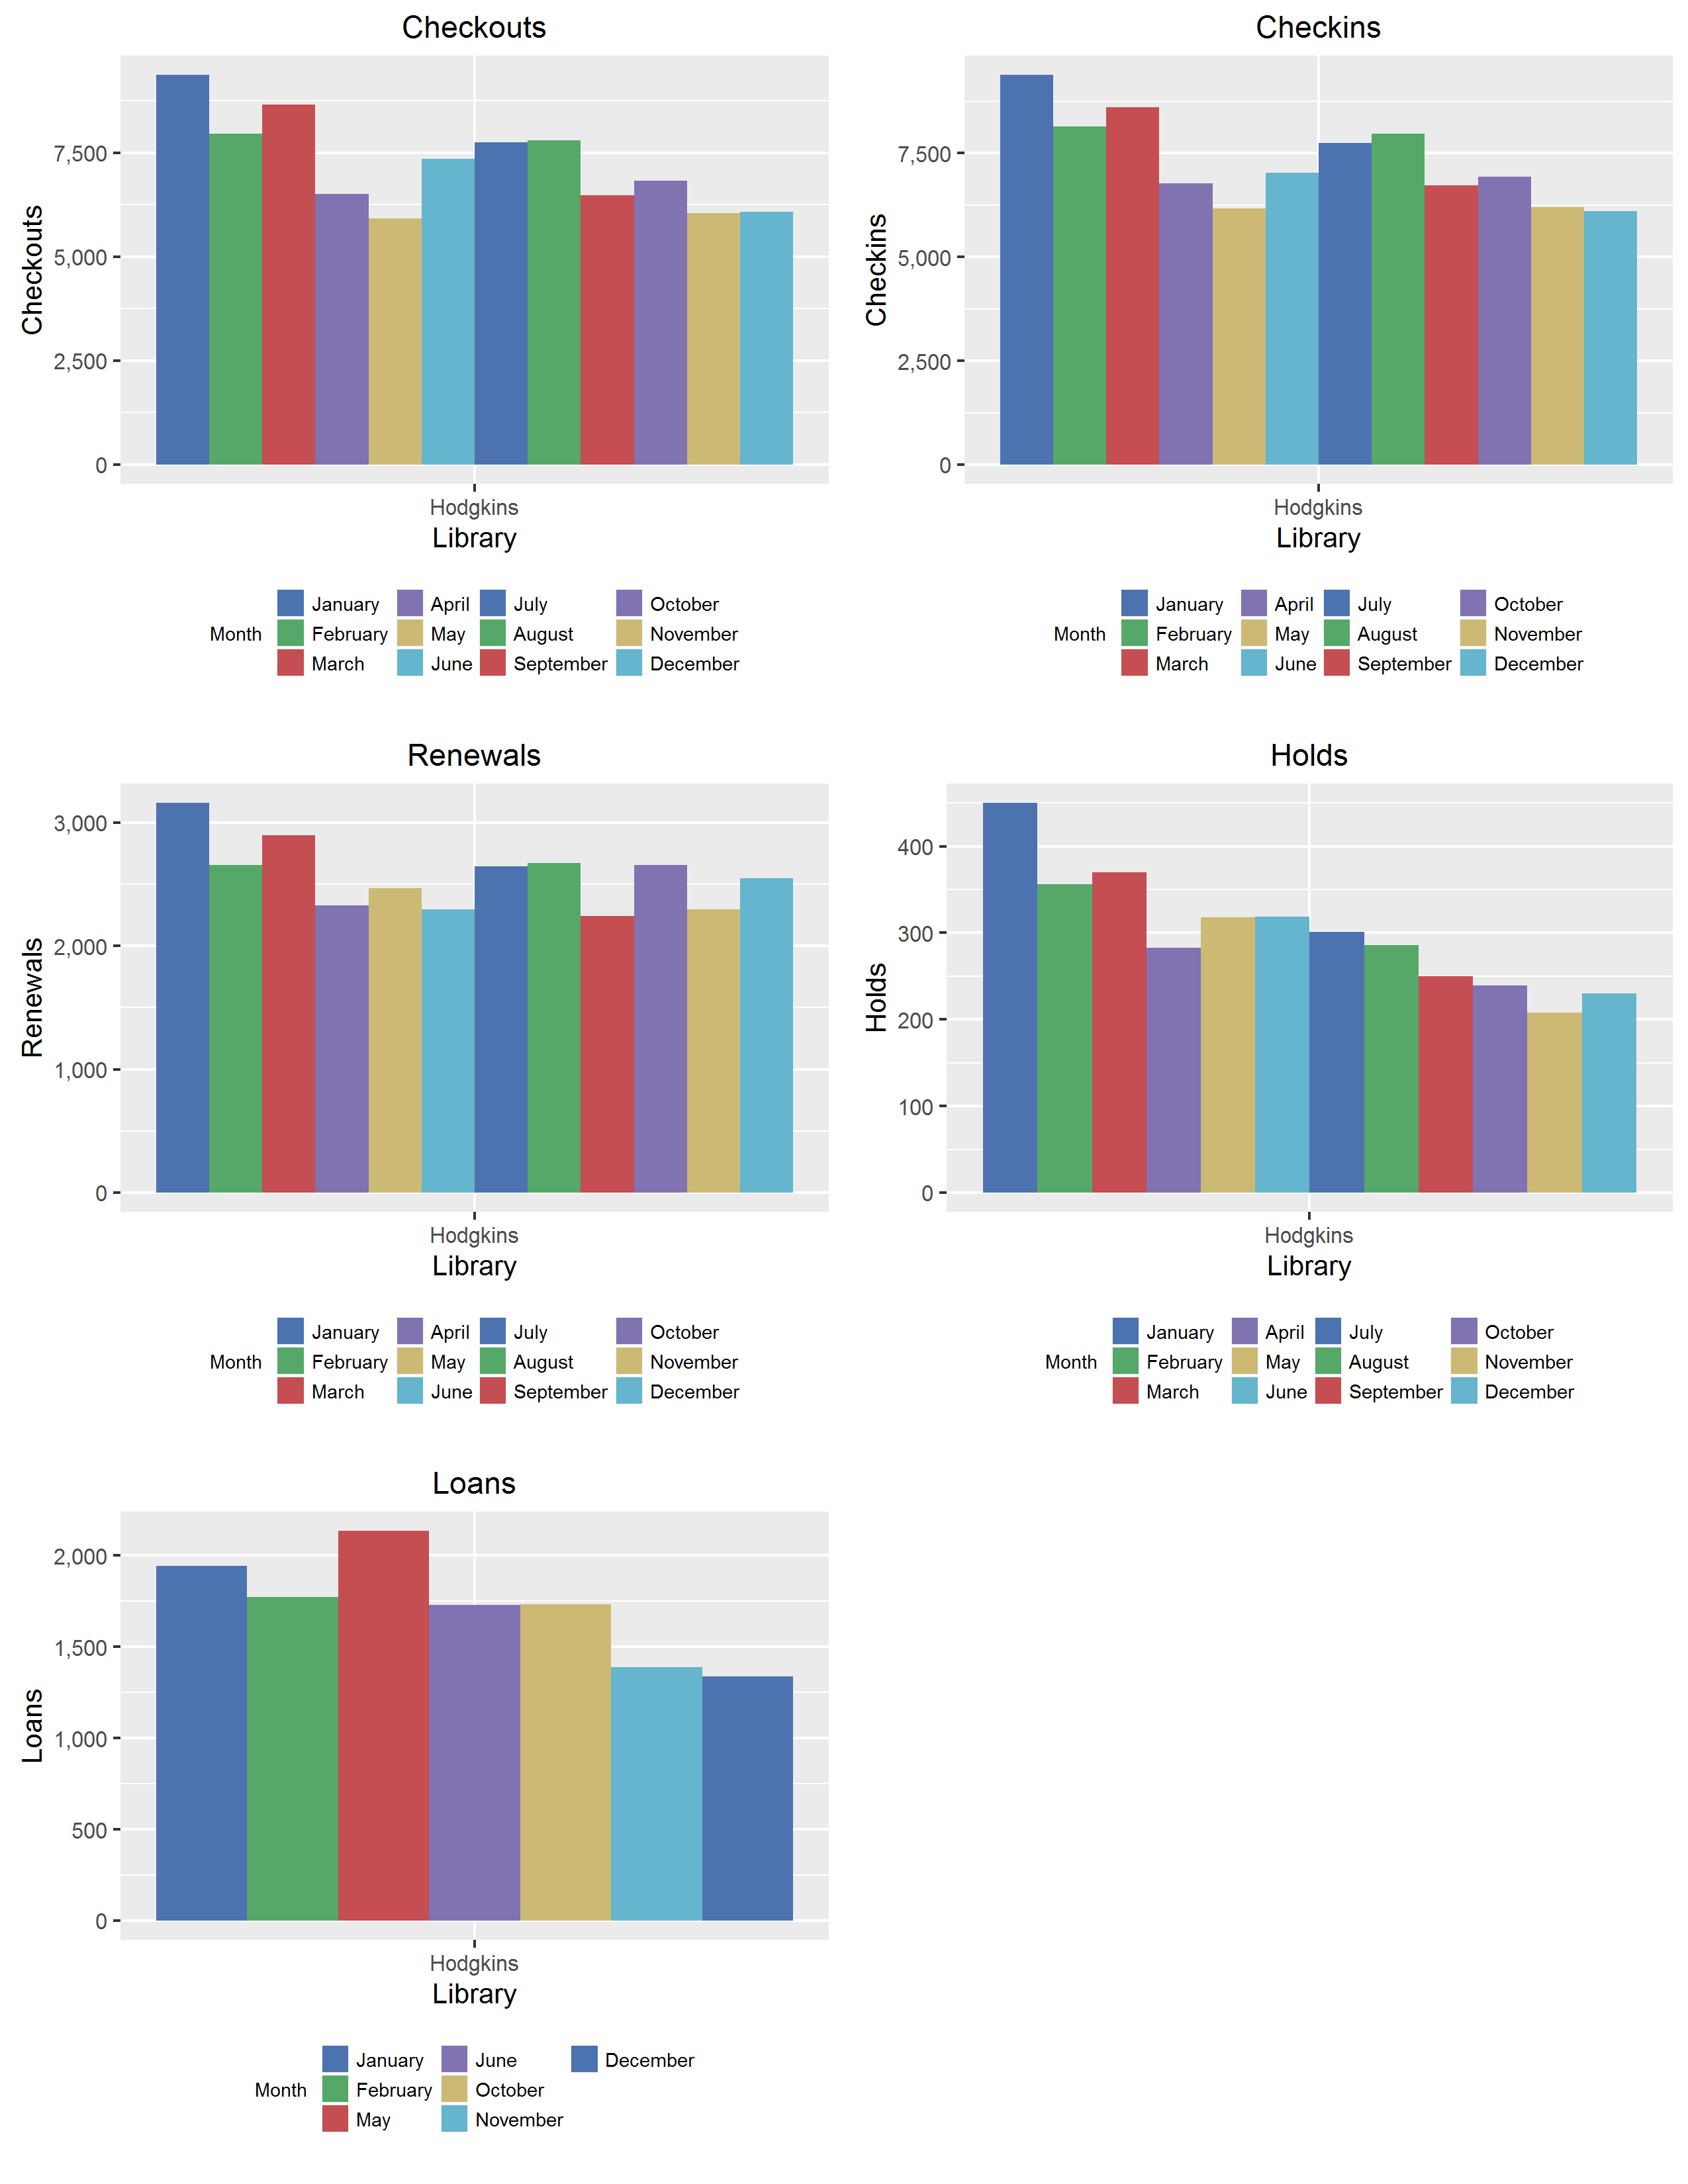 Checkouts
Checkouts
7,500
5,000
2,500
0
Hodgkins
Library
Month
January April July October
February May August November
March June September December
Checkins
Checkins
7,500
5,000
2,500
0
Hodgkins
Library
Month
January April July October
February May August November
March June September December
Renewals
Renewals
3,000
2,000
1,000
0
Hodgkins
Library
Month
January April July October
February May August November
March June September December
Holds
Holds
400
300
200
100
0
Hodgkins
Library
Month
January April July October
February May August November
March June September December
Loans
Loans
2,000
1,500
1,000
500
0
Hodgkins
Library
Month
January June December
February October
May November